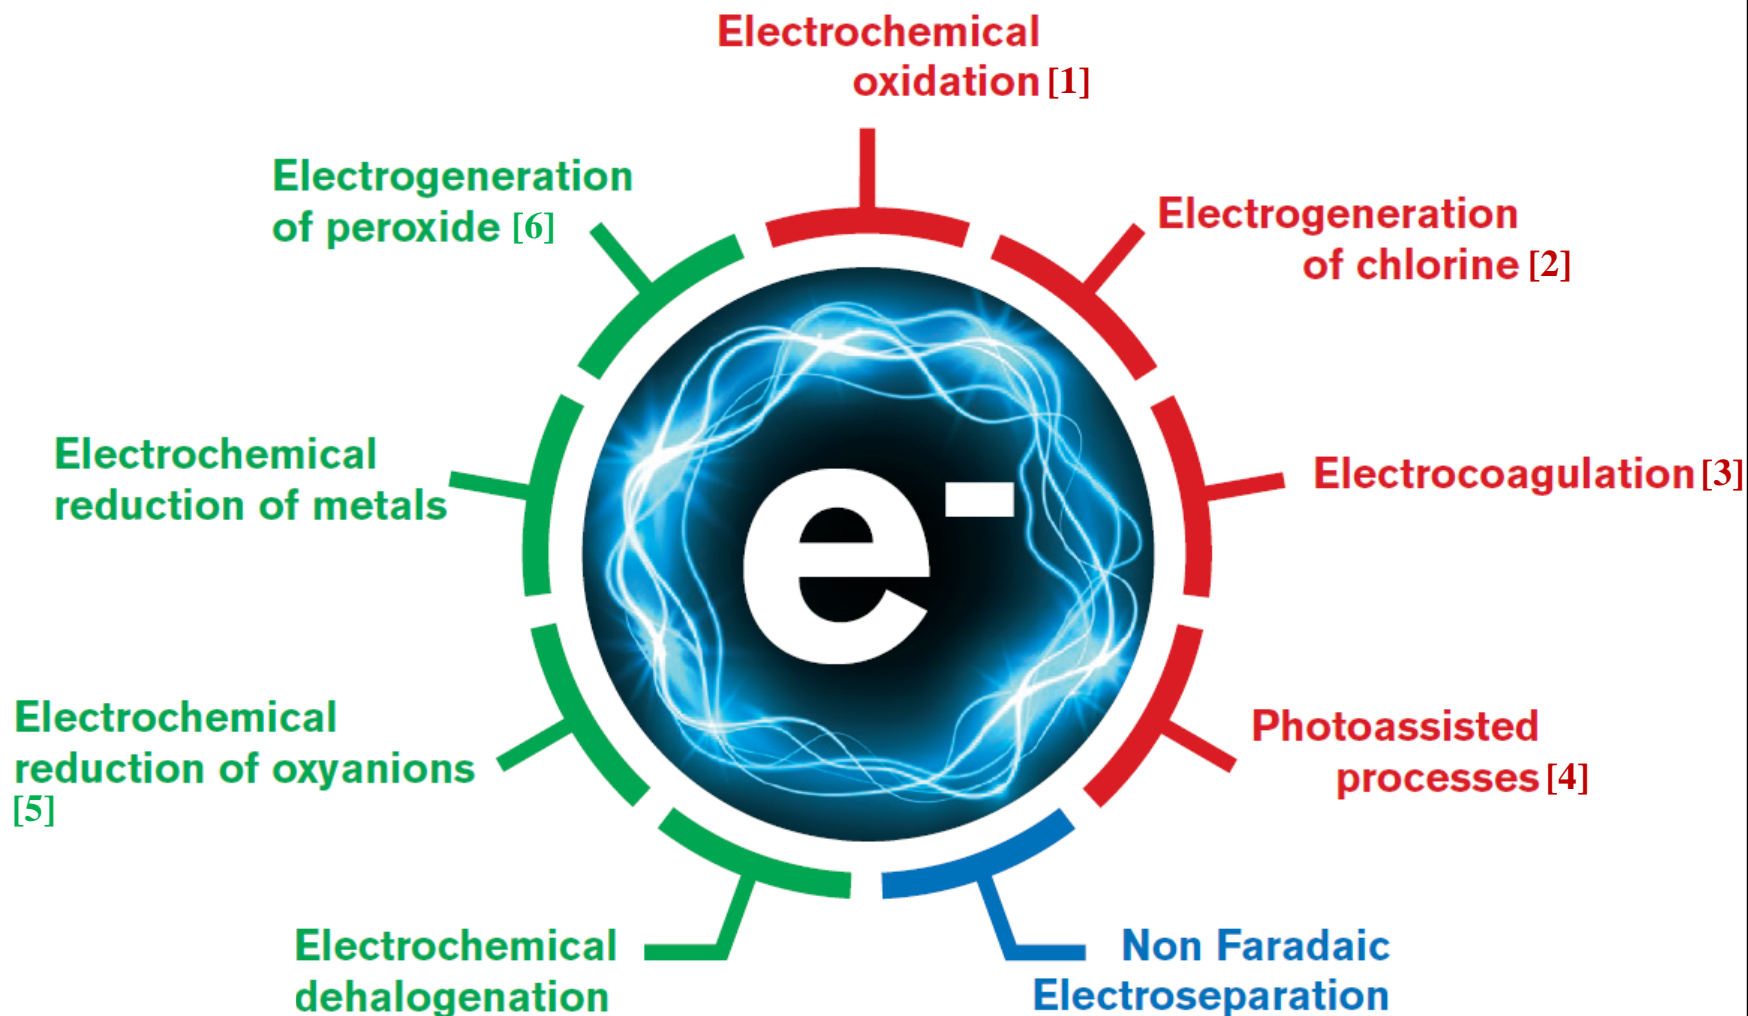 Electrochemical
oxidation [1]
Electrogeneration
of peroxide [6]
Electrogeneration
of chlorine [2]
Electrochemical
reduction of metals
Electrocoagulation [3]
e-
Electrochemical
reduction of oxyanions
[5]
Photoassisted
processes [4]
Electrochemical
dehalogenation
Non Faradaic
Electroseparation